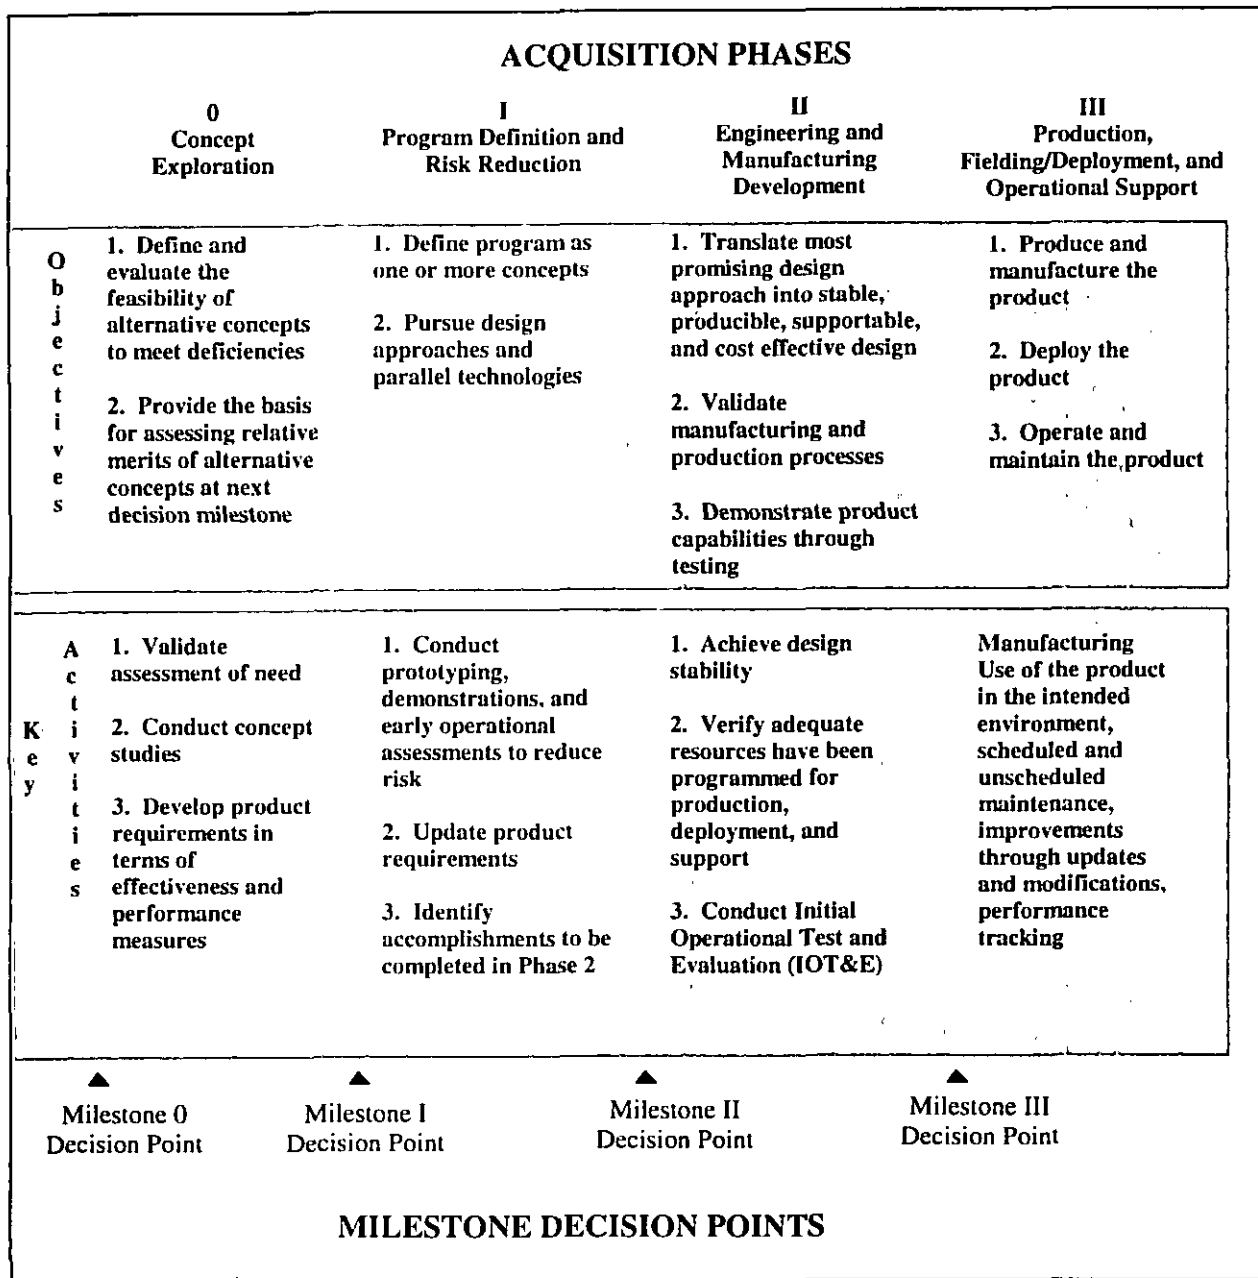 ACQUISITION PHASES
0
Concept
Exploration
I
Program Definition and
Risk Reduction
II
Engineering and
Manufacturing
Development
III
Production,
Fielding/Deployment, and
Operational Support
Objectives
1. Define and
evaluate the
feasibility of
alternative concepts
to meet deficiencies
2. Provide the basis
for assessing relative
merits of alternative
concepts at next
decision milestone
1. Define program as
one or more concepts
2. Pursue design
approaches and
parallel technologies
1. Translate most
promising design
approach into stable,
producible, supportable,
and cost effective design
2. Validate
manufacturing and
production processes
3. Demonstrate product
capabilities through
testing
1. Produce and
manufacture the
product
2. Deploy the
product
3. Operate and
maintain the product
Key
Activities
1. Validate
assessment of need
2. Conduct concept
studies
3. Develop product
requirements in
terms of
effectiveness and
performance
measures
1. Conduct
prototyping,
demonstrations, and
early operational
assessments to reduce
risk
2. Update product
requirements
3. Identify
accomplishments to be
completed in Phase 2
1. Achieve design
stability
2. Verify adequate
resources have been
programmed for
production,
deployment, and
support
3. Conduct Initial
Operational Test and
Evaluation (IOT&E)
Manufacturing
Use of the product
in the intended
environment,
scheduled and
unscheduled
maintenance,
improvements
through updates
and modifications,
performance
tracking
Milestone 0
Decision Point
Milestone I
Decision Point
Milestone II
Decision Point
Milestone III
Decision Point
MILESTONE DECISION POINTS